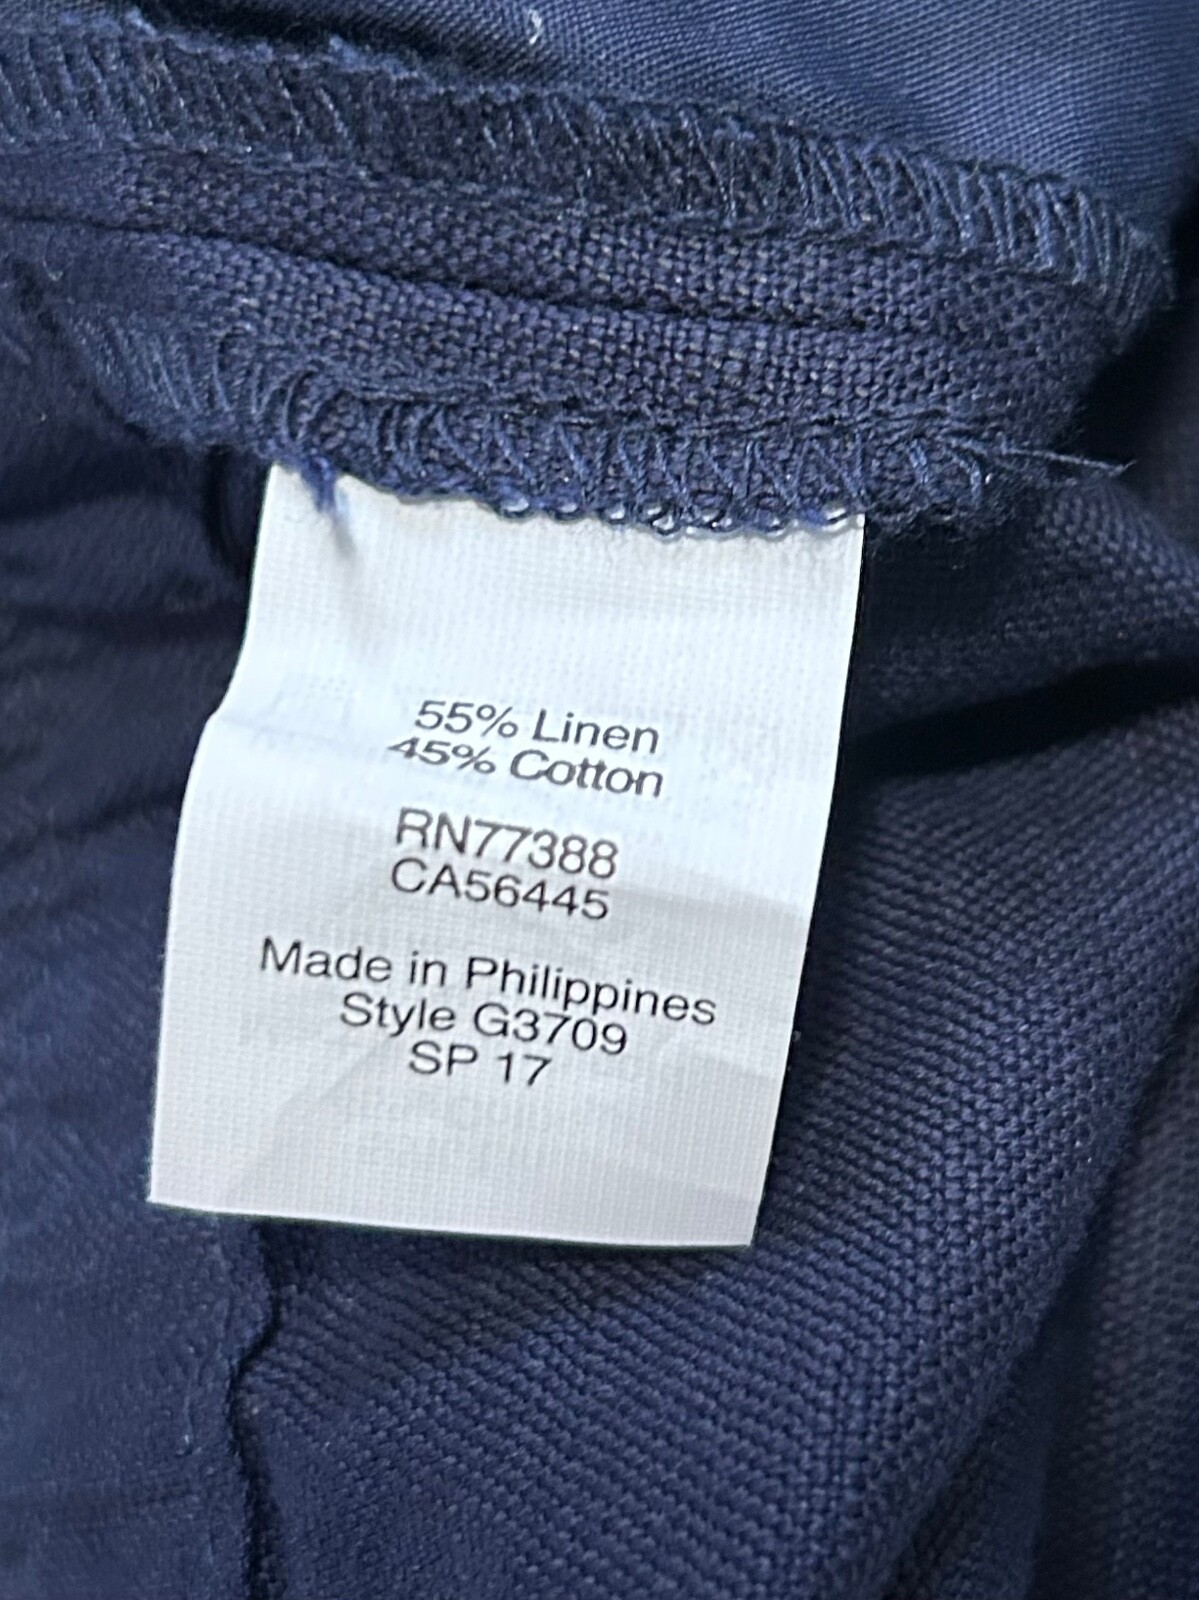 55% Linen
45% Cotton
RN77388
CA56445
Made in Philippines
Style G3709
SP 17